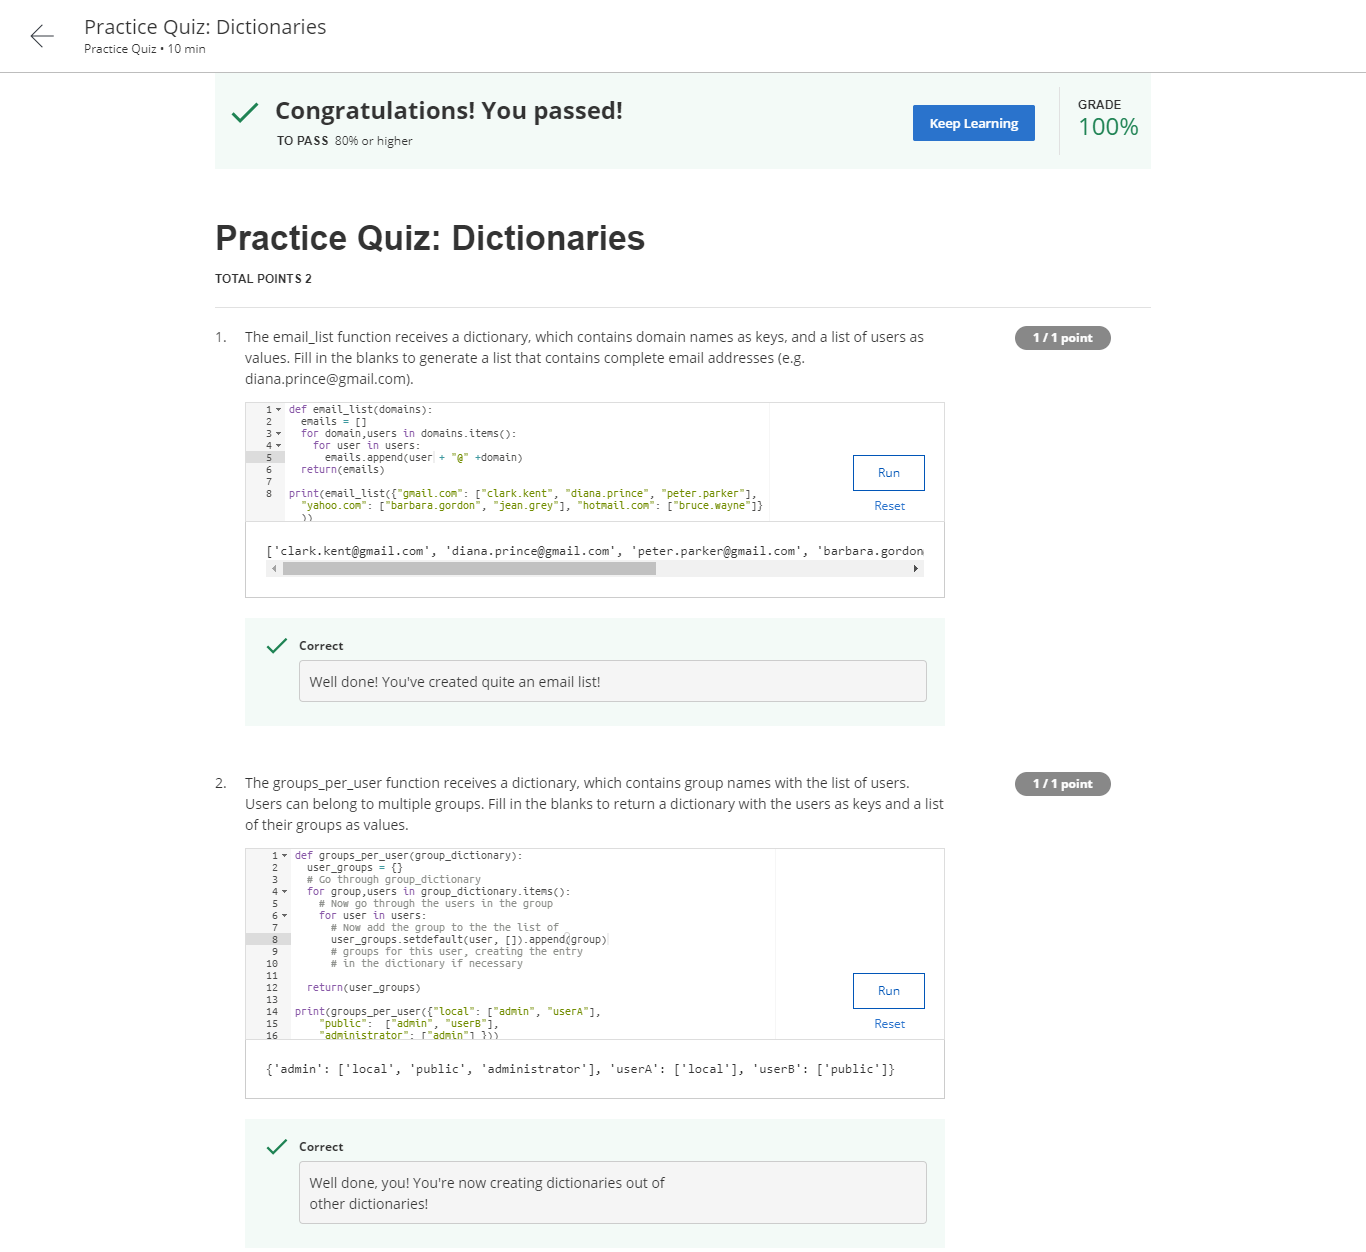 Practice Quiz: Dictionaries
Practice Quiz • 10 min
Congratulations! You passed!
TO PASS 80% or higher
Keep Learning
GRADE
100%
Practice Quiz: Dictionaries
TOTAL POINTS 2
1. The email_list function receives a dictionary, which contains domain names as keys, and a list of users as
values. Fill in the blanks to generate a list that contains complete email addresses (e.g.
diana.prince@gmail.com).
1 / 1 point
1 def email_list(domains):
2 emails = []
3 for domain,users in domains.items():
4 for user in users:
5 emails.append(user + "@" +domain)
6 return(emails)
7
8 print(email_list({"gmail.com": ["clark.kent", "diana.prince", "peter.parker"],
"yahoo.com": ["barbara.gordon", "jean.grey"], "hotmail.com": ["bruce.wayne"]}
))
Run
Reset
['clark.kent@gmail.com', 'diana.prince@gmail.com', 'peter.parker@gmail.com', 'barbara.gordon
Correct
Well done! You've created quite an email list!
2. The groups_per_user function receives a dictionary, which contains group names with the list of users.
Users can belong to multiple groups. Fill in the blanks to return a dictionary with the users as keys and a list
of their groups as values.
1 / 1 point
1 def groups_per_user(group_dictionary):
2 user_groups = {}
3 # Go through group_dictionary
4 for group,users in group_dictionary.items():
5 # Now go through the users in the group
6 for user in users:
7 # Now add the group to the the list of
8 user_groups.setdefault(user, []).append(group)
9 # groups for this user, creating the entry
10 # in the dictionary if necessary
11
12 return(user_groups)
13
14 print(groups_per_user({"local": ["admin", "userA"],
15 "public": ["admin", "userB"],
16 "administrator": ["admin"] }))
Run
Reset
{'admin': ['local', 'public', 'administrator'], 'userA': ['local'], 'userB': ['public']}
Correct
Well done, you! You're now creating dictionaries out of
other dictionaries!